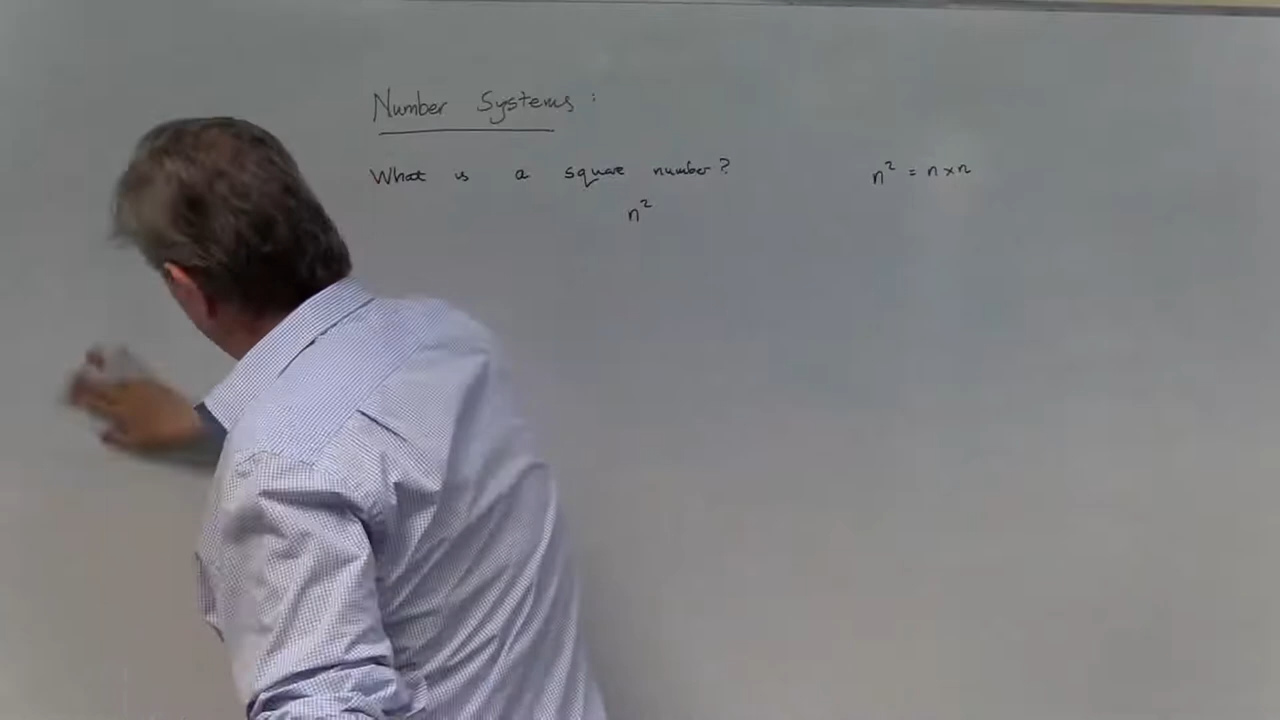 Number Systems:
What is a square number? n² = n×n
n²